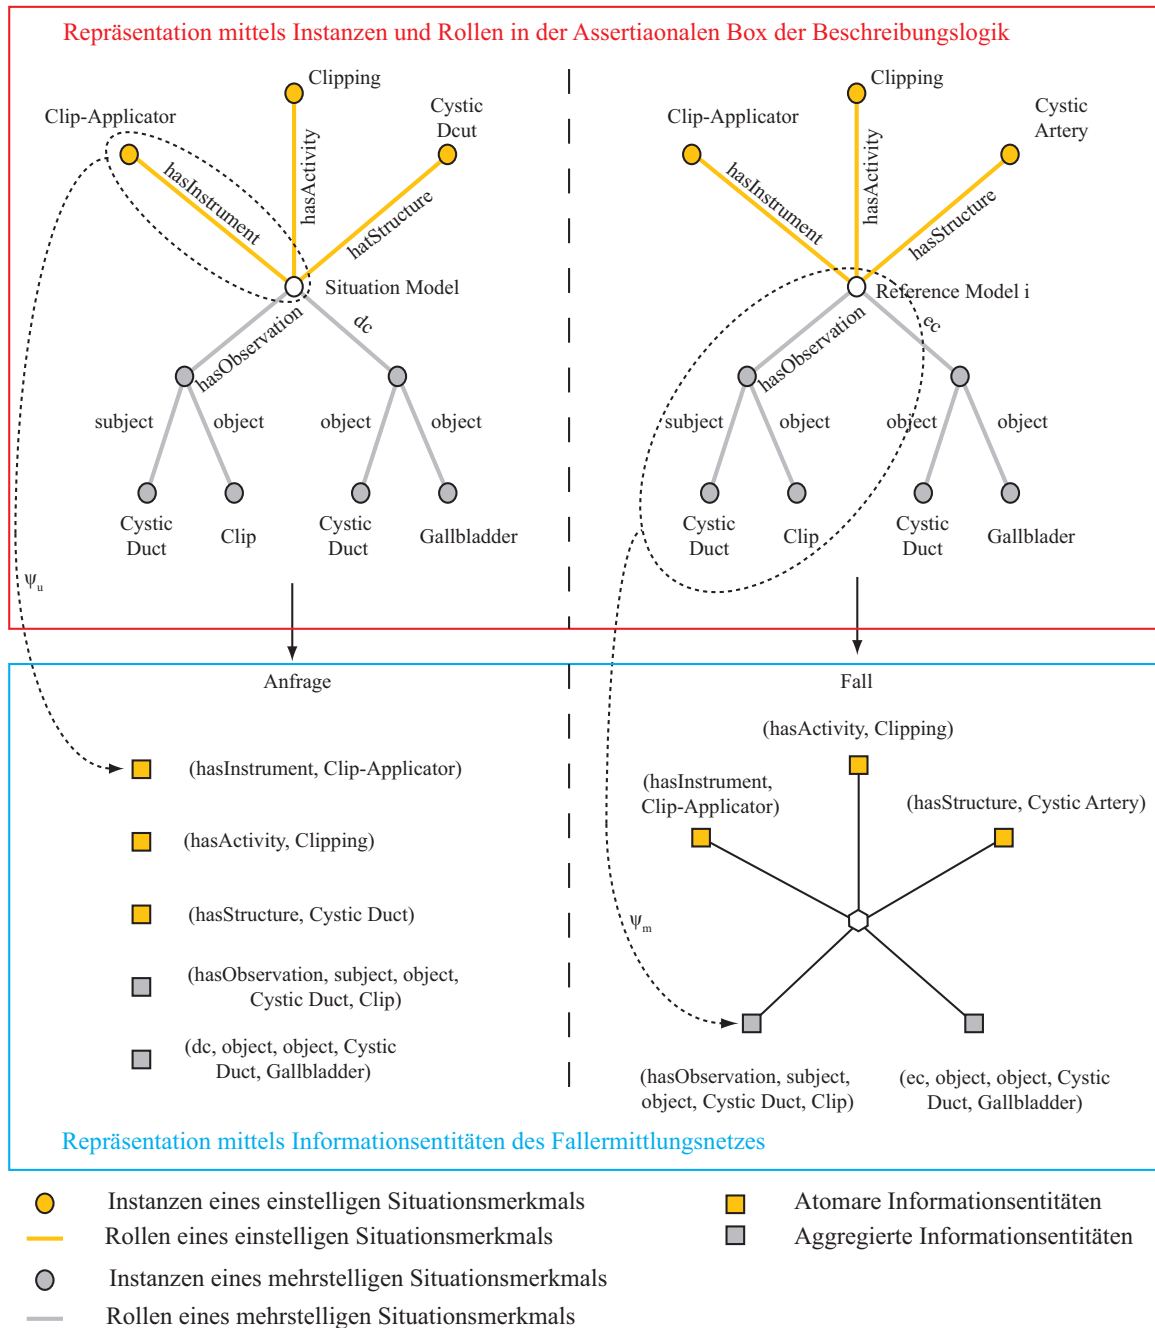 Repräsentation mittels Instanzen und Rollen in der Assertiaonalen Box der Beschreibungslogik
Clipping
Clip-Applicator
Cystic
Dcut
hasInstrument
hasActivity
hatStructure
Situation Model
hasObservation
dc
subject
object
object
object
Cystic
Duct
Clip
Cystic
Duct
Gallbladder
Ψu
Clipping
Clip-Applicator
Cystic
Artery
hasInstrument
hasActivity
hasStructure
Reference Model i
hasObservation
ec
subject
object
object
object
Cystic
Duct
Clip
Cystic
Duct
Gallbladder
Anfrage
(hasInstrument, Clip-Applicator)
(hasActivity, Clipping)
(hasStructure, Cystic Duct)
(hasObservation, subject, object,
Cystic Duct, Clip)
(dc, object, object, Cystic
Duct, Gallbladder)
Fall
(hasActivity, Clipping)
(hasInstrument,
Clip-Applicator)
(hasStructure, Cystic Artery)
Ψm
(hasObservation, subject,
object, Cystic Duct, Clip)
(ec, object, object, Cystic
Duct, Gallbladder)
Repräsentation mittels Informationsentitäten des Fallermittlungsnetzes
Instanzen eines einstelligen Situationsmerkmals
Rollen eines einstelligen Situationsmerkmals
Instanzen eines mehrstelligen Situationsmerkmals
Rollen eines mehrstelligen Situationsmerkmals
Atomare Informationsentitäten
Aggregierte Informationsentitäten